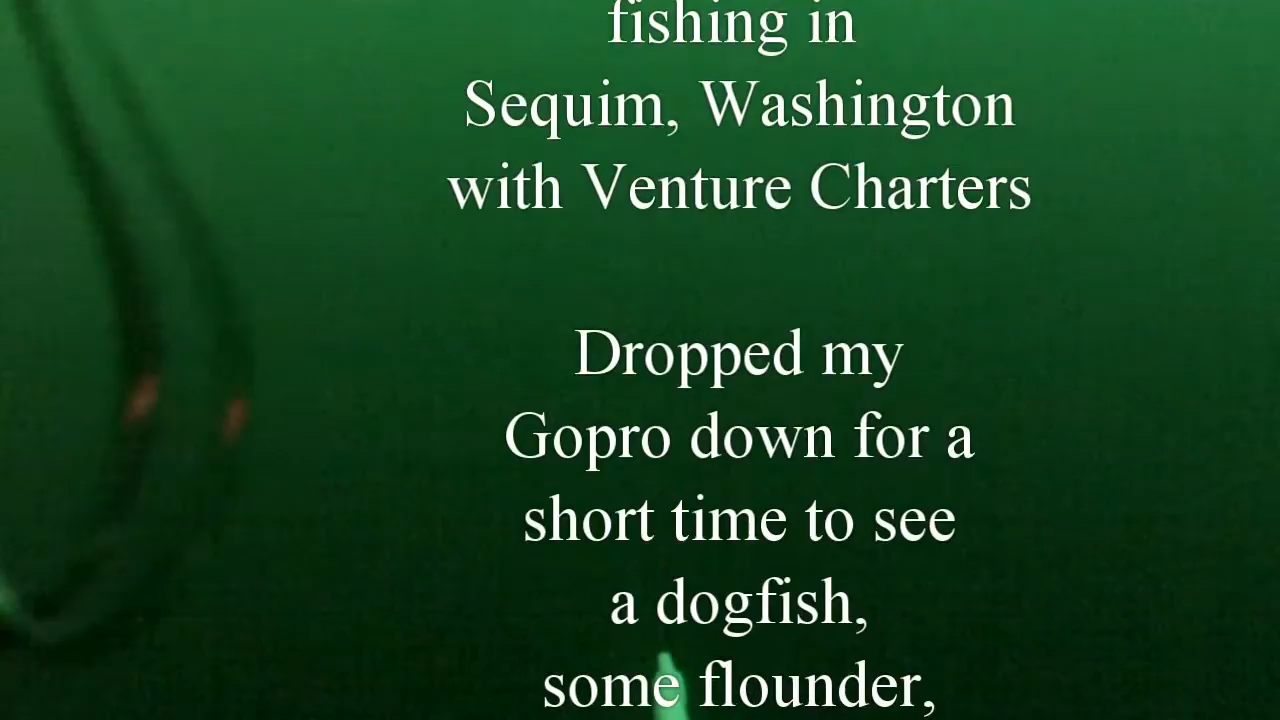 fishing in
Sequim, Washington
with Venture Charters
Dropped my
Gopro down for a
short time to see
a dogfish,
some flounder,